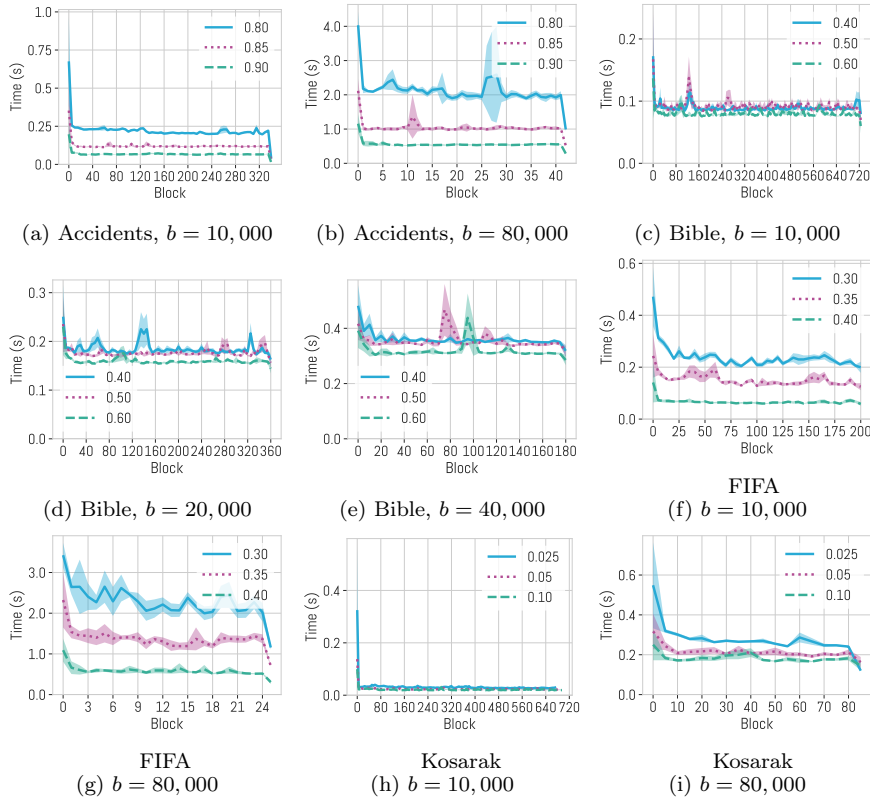 1.0
0.75
0.50
0.25
0.0
Time (s)
0.80
0.85
0.90
0 40 80 120 160 200 240 280 320
Block
(a) Accidents, b = 10, 000
4.0
3.0
2.0
1.0
0.0
Time (s)
0.80
0.85
0.90
0 5 10 15 20 25 30 35 40
Block
(b) Accidents, b = 80, 000
0.2
0.1
0.0
Time (s)
0.40
0.50
0.60
0 80 160 240 320 400 480 560 640 720
Block
(c) Bible, b = 10, 000
0.3
0.2
0.1
0.0
Time (s)
0.40
0.50
0.60
0 40 80 120 160 200 240 280 320 360
Block
(d) Bible, b = 20, 000
0.4
0.2
0.0
Time (s)
0.40
0.50
0.60
0 20 40 60 80 100 120 140 160 180
Block
(e) Bible, b = 40, 000
0.6
0.4
0.2
0.0
Time (s)
0.30
0.35
0.40
0 25 50 75 100 125 150 175 200
Block
FIFA
(f) b = 10, 000
3.0
2.0
1.0
0.0
Time (s)
0.30
0.35
0.40
0 3 6 9 12 15 18 21 24
Block
FIFA
(g) b = 80, 000
0.4
0.2
0.0
Time (s)
0.025
0.05
0.10
0 80 160 240 320 400 480 560 640 720
Block
Kosarak
(h) b = 10, 000
0.6
0.4
0.2
0.0
Time (s)
0.025
0.05
0.10
0 10 20 30 40 50 60 70 80
Block
Kosarak
(i) b = 80, 000